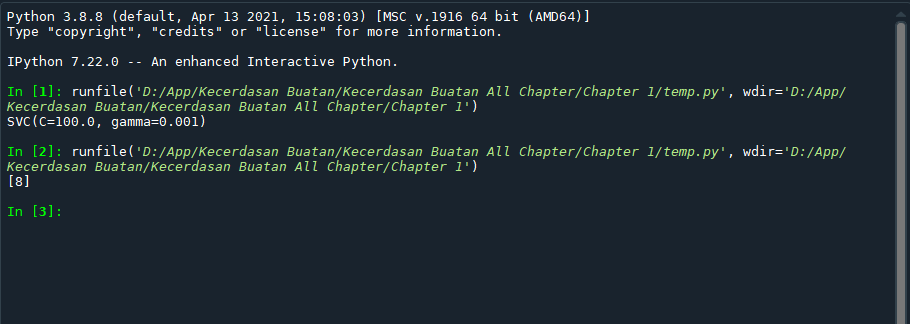 Python 3.8.8 (default, Apr 13 2021, 15:08:03) [MSC v.1916 64 bit (AMD64)]
Type "copyright", "credits" or "license" for more information.
IPython 7.22.0 -- An enhanced Interactive Python.
In [1]: runfile('D:/App/Kecerdasan Buatan/Kecerdasan Buatan All Chapter/Chapter 1/temp.py', wdir='D:/App/
Kecerdasan Buatan/Kecerdasan Buatan All Chapter/Chapter 1')
SVC(C=100.0, gamma=0.001)
In [2]: runfile('D:/App/Kecerdasan Buatan/Kecerdasan Buatan All Chapter/Chapter 1/temp.py', wdir='D:/App/
Kecerdasan Buatan/Kecerdasan Buatan All Chapter/Chapter 1')
[8]
In [3]: